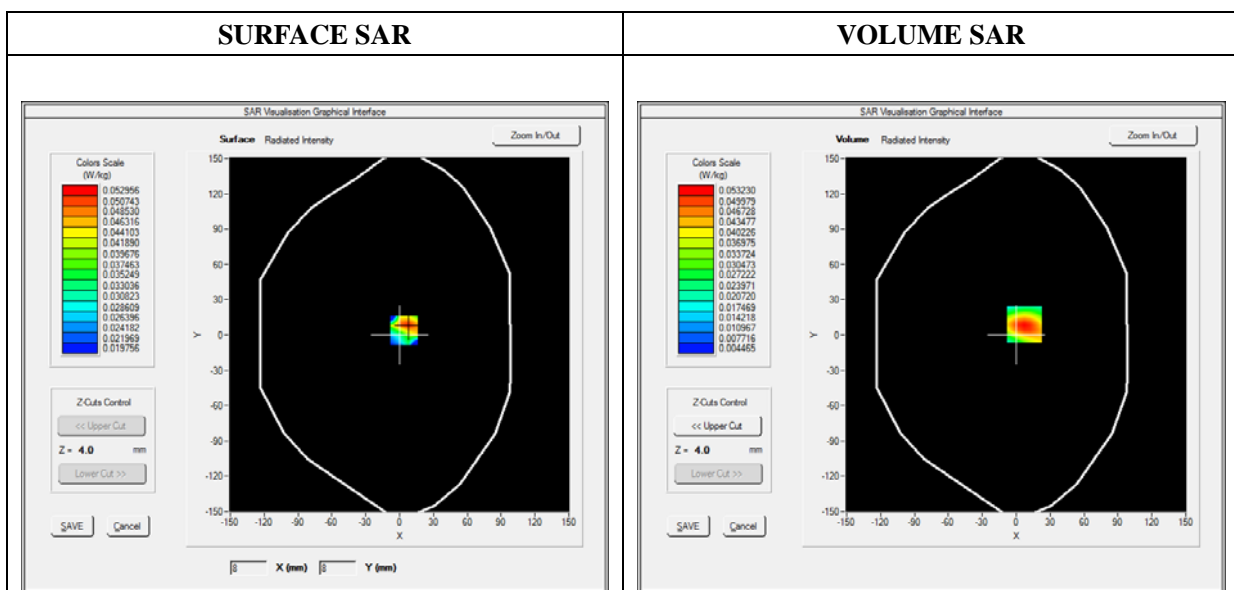 SURFACE SAR
VOLUME SAR
SAR Visualisation Graphical Interface
Surface Radiated Intensity
Zoom In/Out
Colors Scale
(W/kg)
0.052956
0.050743
0.048530
0.046316
0.044103
0.041890
0.039676
0.037463
0.035249
0.033036
0.030823
0.028609
0.026396
0.024182
0.021969
0.019756
Z-Cuts Control
<< Upper Cut
Z = 4.0 mm
Lower Cut >>
SAVE Cancel
150
120
90
60
30
0
-30
-60
-90
-120
-150
Y
-150 -120 -90 -60 -30 0 30 60 90 120 150
X
8 X (mm) 8 Y (mm)
SAR Visualisation Graphical Interface
Volume Radiated Intensity
Zoom In/Out
Colors Scale
(W/kg)
0.053230
0.049979
0.046728
0.043477
0.040226
0.036975
0.033724
0.030473
0.027222
0.023971
0.020720
0.017469
0.014218
0.010967
0.007716
0.004465
Z-Cuts Control
<< Upper Cut
Z = 4.0 mm
Lower Cut >>
SAVE Cancel
150
120
90
60
30
0
-30
-60
-90
-120
-150
Y
-150 -120 -90 -60 -30 0 30 60 90 120 150
X